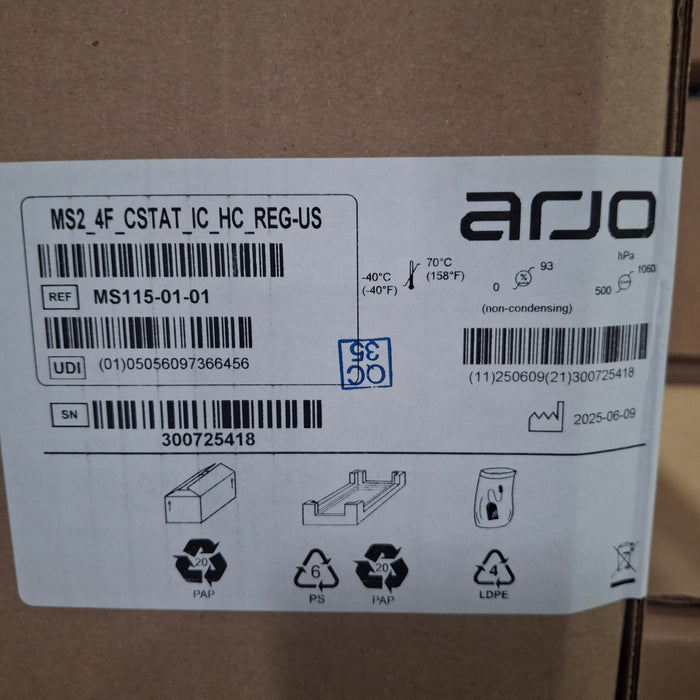 MS2_4F_CSTAT_IC_HC_REG-US
arjo
REF MS115-01-01
UDI (01)05056097366456
SN
300725418
-40°C
(-40°F)
70°C
(158°F)
0 % 93
(non-condensing)
hPa
500 1060
(11)250609(21)300725418
2025-06-09
QC
35
20
PAP
6
PS
20
PAP
4
LDPE